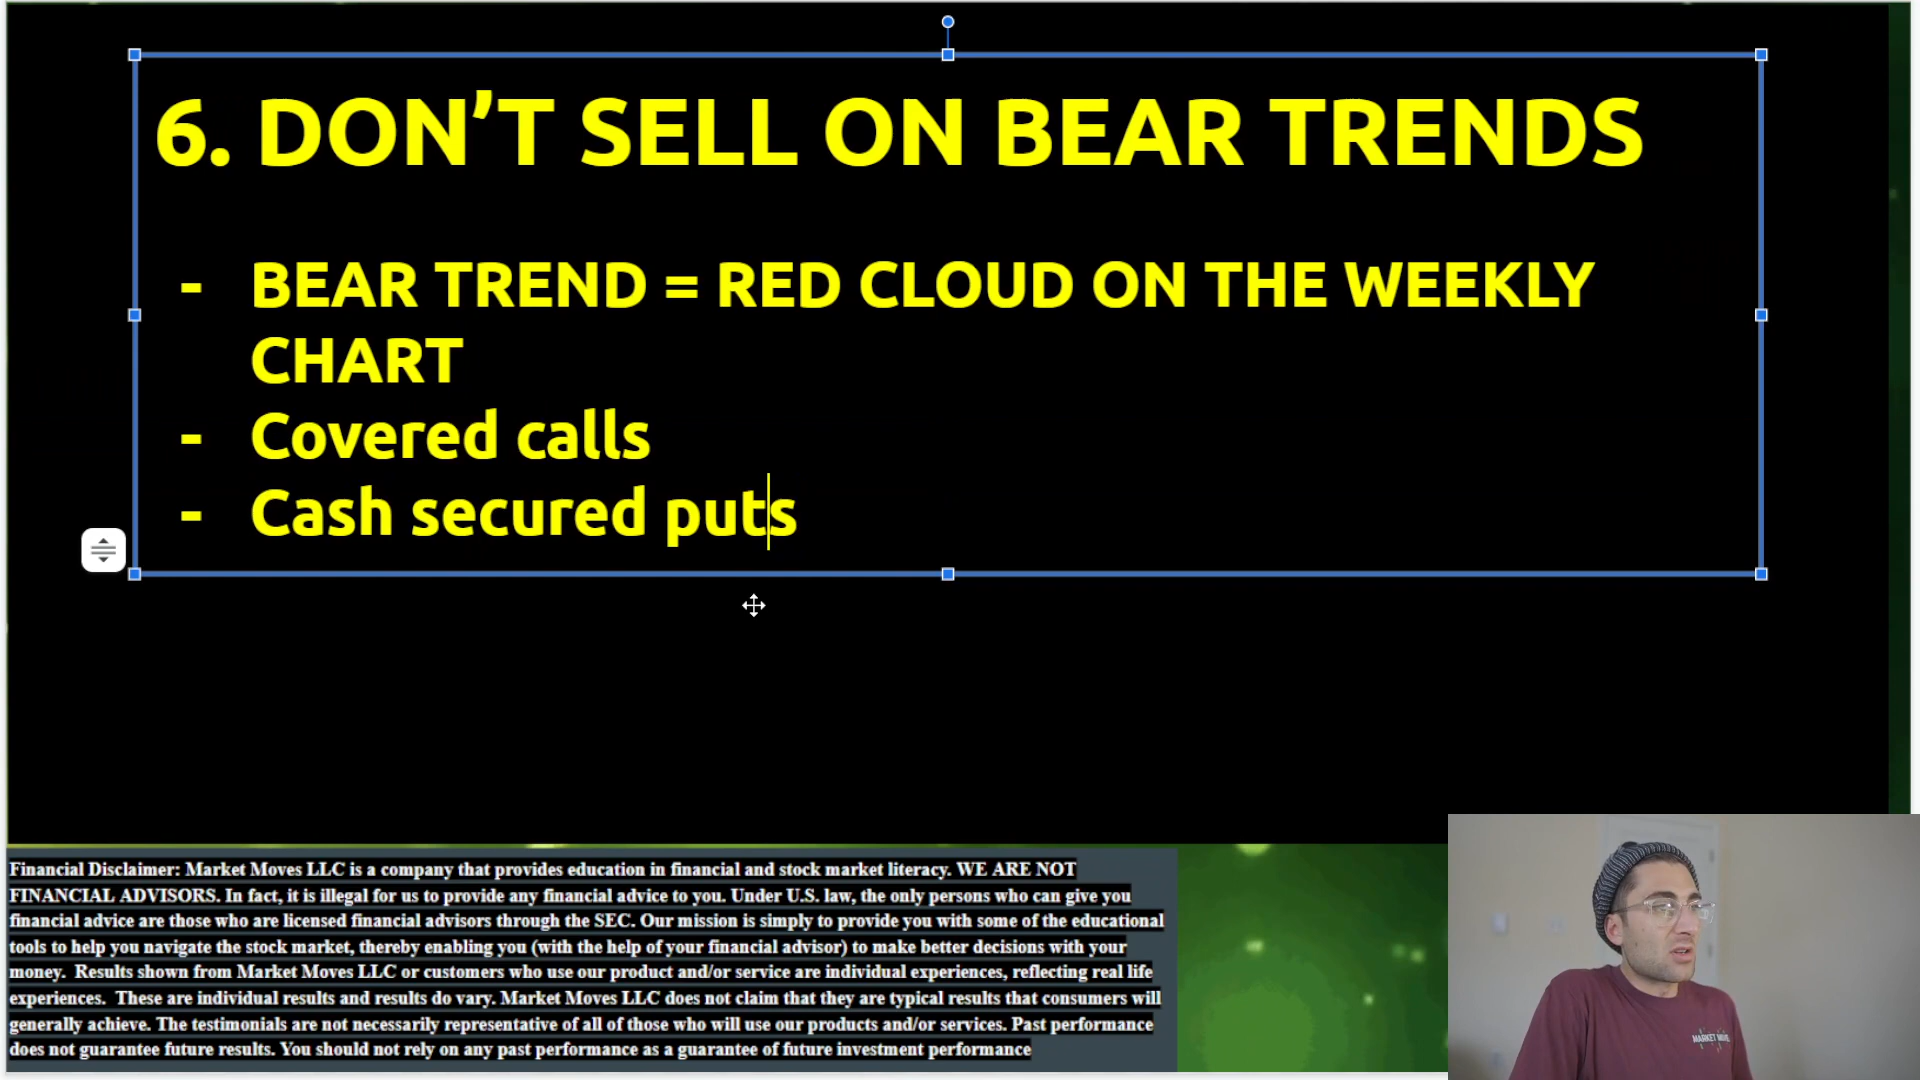 6. DON’T SELL ON BEAR TRENDS
- BEAR TREND = RED CLOUD ON THE WEEKLY
CHART
- Covered calls
- Cash secured puts
Financial Disclaimer: Market Moves LLC is a company that provides education in financial and stock market literacy. WE ARE NOT
FINANCIAL ADVISORS. In fact, it is illegal for us to provide any financial advice to you. Under U.S. law, the only persons who can give you
financial advice are those who are licensed financial advisors through the SEC. Our mission is simply to provide you with some of the educational
tools to help you navigate the stock market, thereby enabling you (with the help of your financial advisor) to make better decisions with your
money.  Results shown from Market Moves LLC or customers who use our product and/or service are individual experiences, reflecting real life
experiences.  These are individual results and results do vary. Market Moves LLC does not claim that they are typical results that consumers will
generally achieve. The testimonials are not necessarily representative of all of those who will use our products and/or services. Past performance
does not guarantee future results. You should not rely on any past performance as a guarantee of future investment performance
MARKET